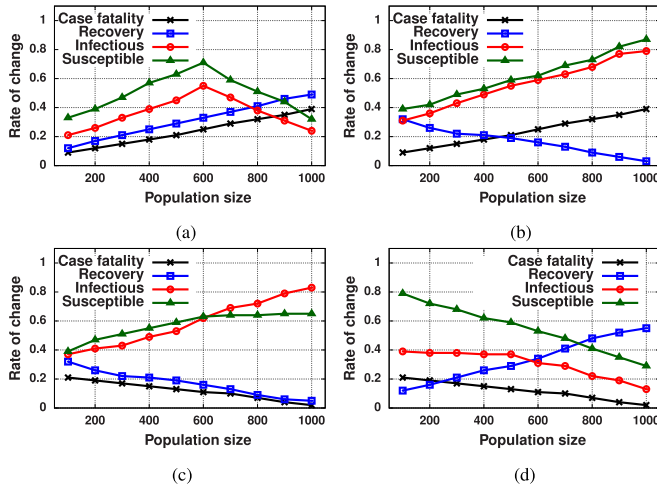 Case fatality
Recovery
Infectious
Susceptible
Rate of change
1
0.8
0.6
0.4
0.2
0
200 400 600 800 1000
Population size
(a)
Case fatality
Recovery
Infectious
Susceptible
Rate of change
1
0.8
0.6
0.4
0.2
0
200 400 600 800 1000
Population size
(b)
Case fatality
Recovery
Infectious
Susceptible
Rate of change
1
0.8
0.6
0.4
0.2
0
200 400 600 800 1000
Population size
(c)
Case fatality
Recovery
Infectious
Susceptible
Rate of change
1
0.8
0.6
0.4
0.2
0
200 400 600 800 1000
Population size
(d)